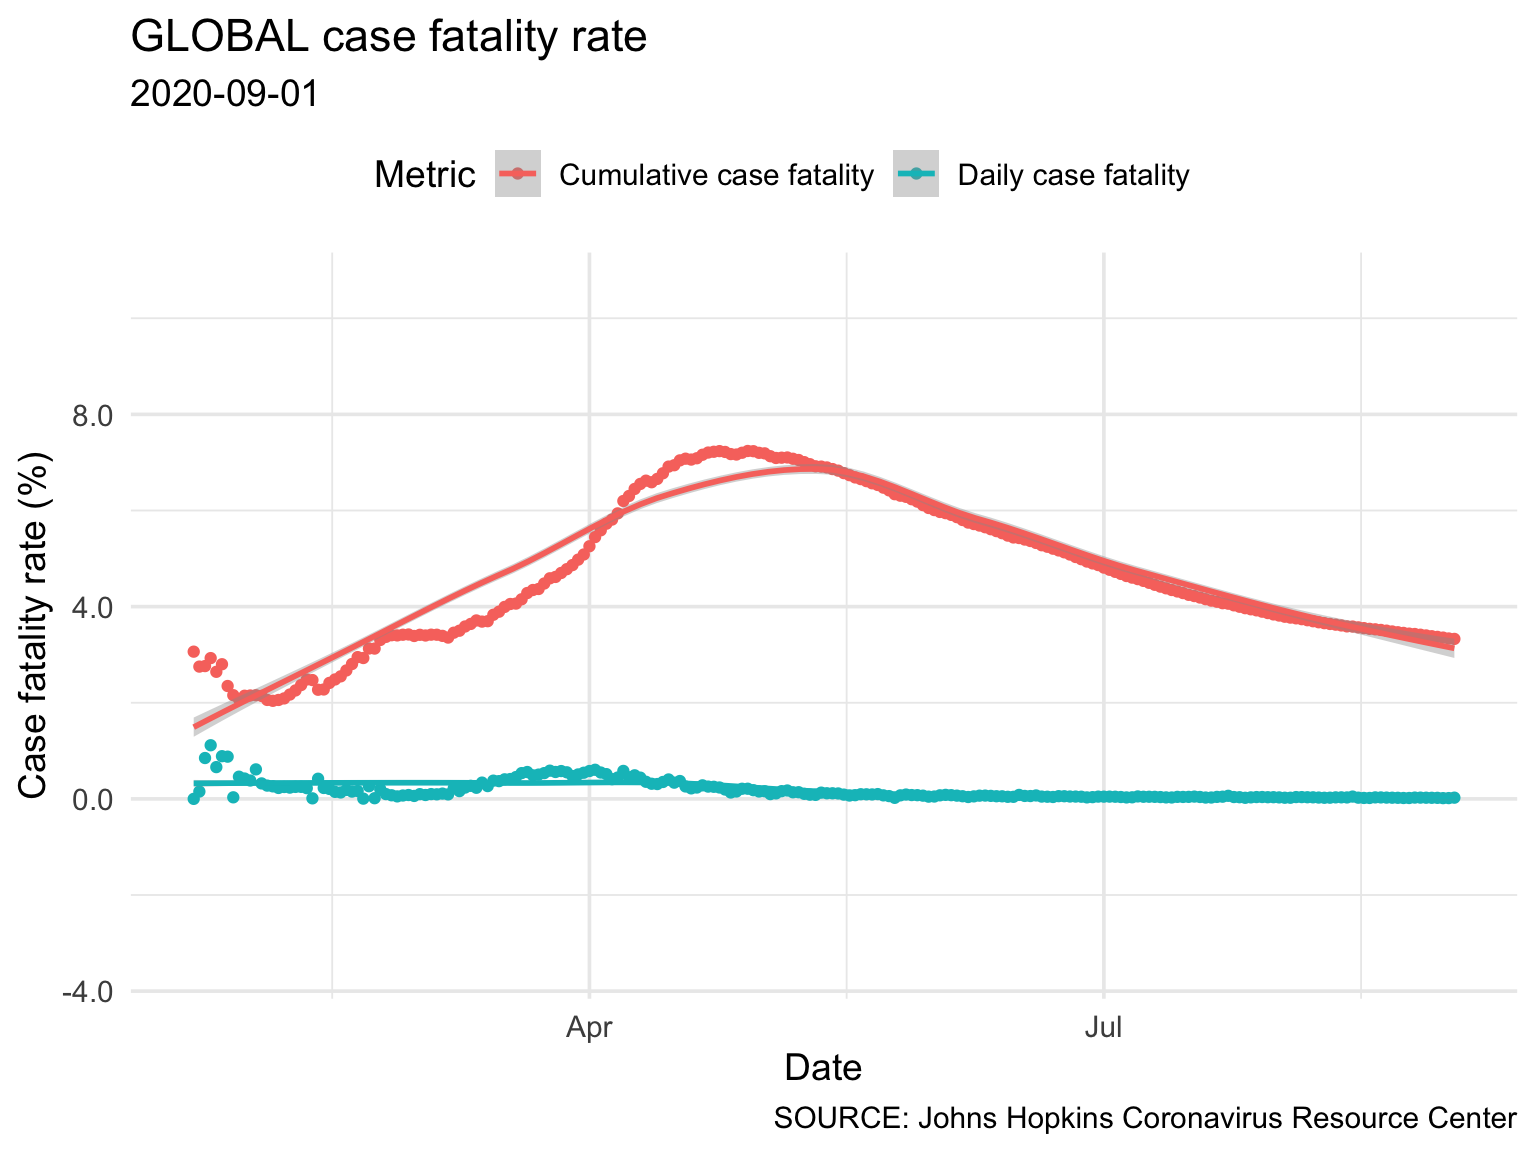 GLOBAL case fatality rate
2020-09-01
Metric Cumulative case fatality Daily case fatality
Case fatality rate (%)
8.0
4.0
0.0
-4.0
Apr Jul
Date
SOURCE: Johns Hopkins Coronavirus Resource Center